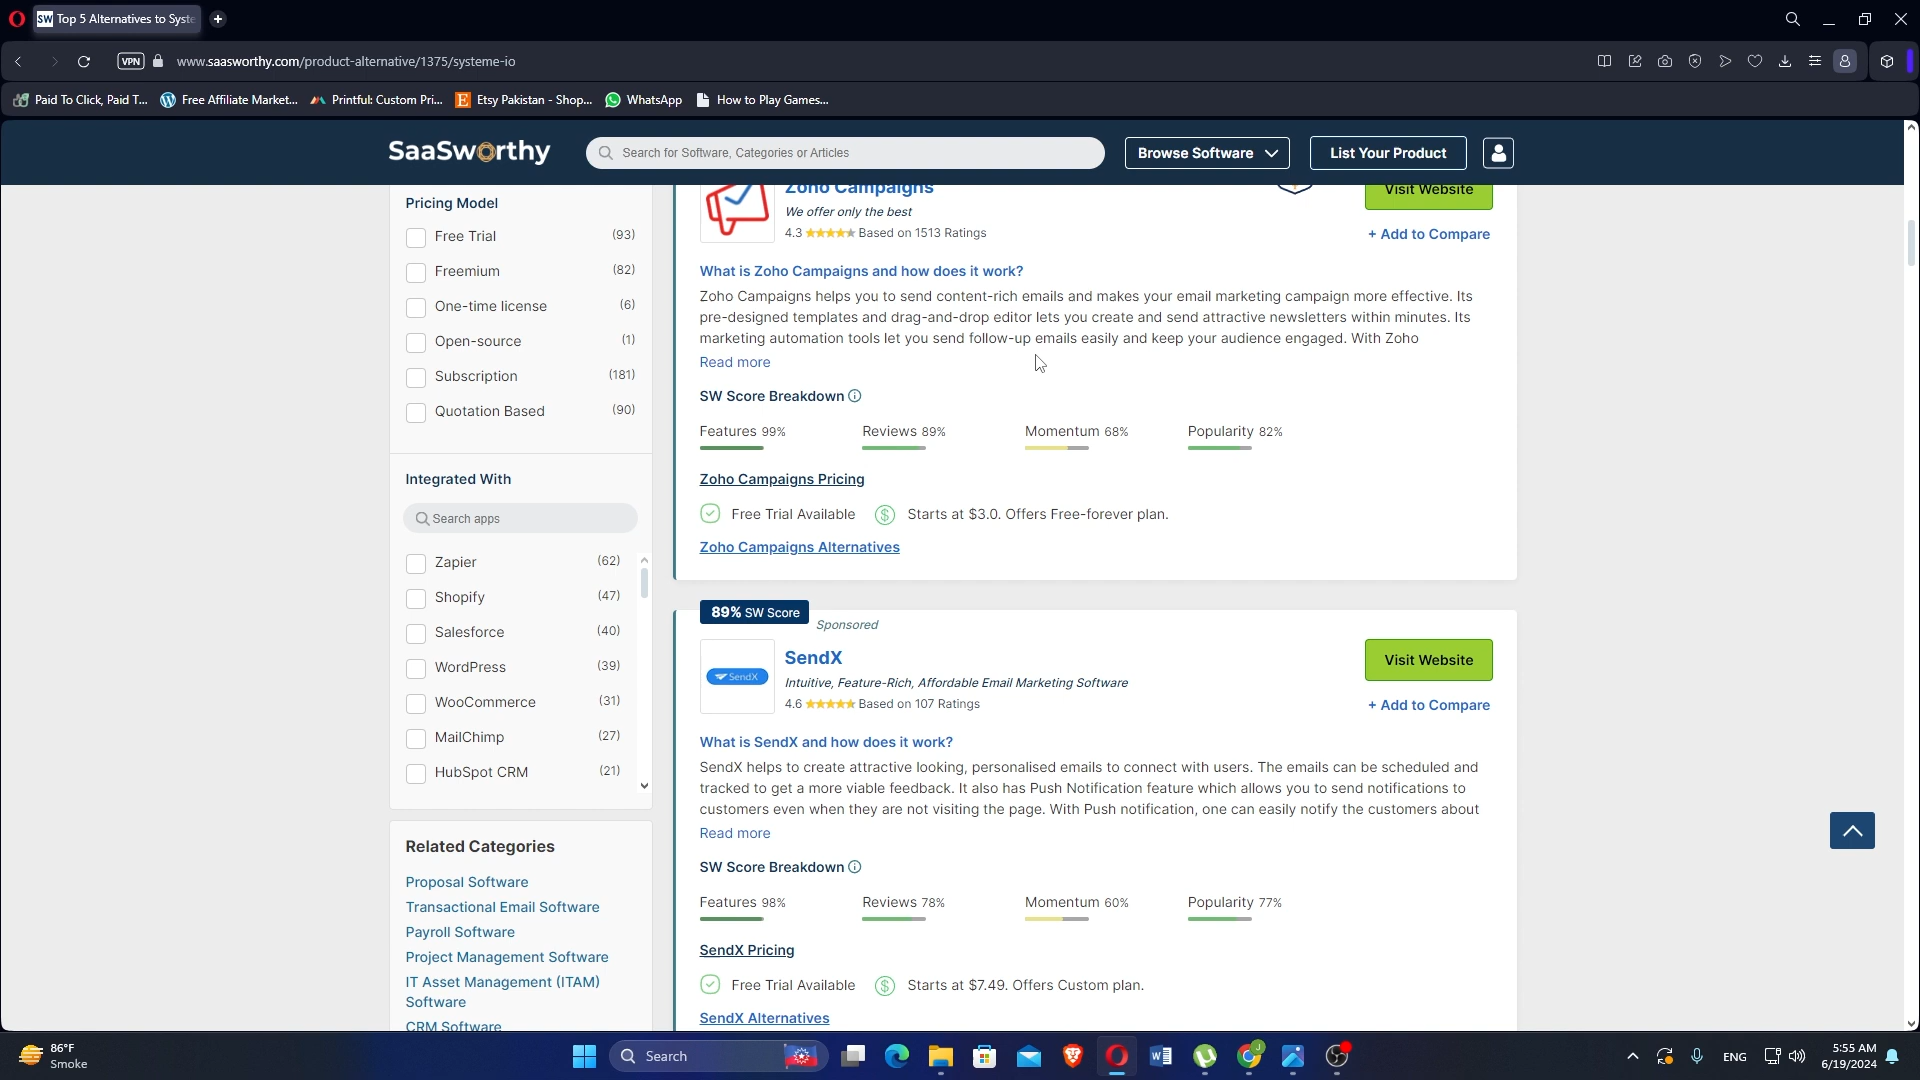 SW Top 5 Alternatives to Syste
VPN www.saasworthy.com/product-alternative/1375/systeme-io
Paid To Click, Paid T... Free Affiliate Market... Printful: Custom Pri... Etsy Pakistan - Shop... WhatsApp How to Play Games...
SaaSworthy Search for Software, Categories or Articles Browse Software List Your Product
Pricing Model
Free Trial (93)
Freemium (82)
One-time license (6)
Open-source (1)
Subscription (181)
Quotation Based (90)
Integrated With
Search apps
Zapier (62)
Shopify (47)
Salesforce (40)
WordPress (39)
WooCommerce (31)
MailChimp (27)
HubSpot CRM (21)
Related Categories
Proposal Software
Transactional Email Software
Payroll Software
Project Management Software
IT Asset Management (ITAM)
Software
CRM Software
Zoho Campaigns
We offer only the best
4.3 Based on 1513 Ratings
Visit Website
+ Add to Compare
What is Zoho Campaigns and how does it work?
Zoho Campaigns helps you to send content-rich emails and makes your email marketing campaign more effective. Its
pre-designed templates and drag-and-drop editor lets you create and send attractive newsletters within minutes. Its
marketing automation tools let you send follow-up emails easily and keep your audience engaged. With Zoho
Read more
SW Score Breakdown
Features 99% Reviews 89% Momentum 68% Popularity 82%
Zoho Campaigns Pricing
Free Trial Available $ Starts at $3.0. Offers Free-forever plan.
Zoho Campaigns Alternatives
89% SW Score
Sponsored
SendX
SendX
Intuitive, Feature-Rich, Affordable Email Marketing Software
4.6 Based on 107 Ratings
Visit Website
+ Add to Compare
What is SendX and how does it work?
SendX helps to create attractive looking, personalised emails to connect with users. The emails can be scheduled and
tracked to get a more viable feedback. It also has Push Notification feature which allows you to send notifications to
customers even when they are not visiting the page. With Push notification, one can easily notify the customers about
Read more
SW Score Breakdown
Features 98% Reviews 78% Momentum 60% Popularity 77%
SendX Pricing
Free Trial Available $ Starts at $7.49. Offers Custom plan.
SendX Alternatives
86°F
Smoke
Search
ENG
5:55 AM
6/19/2024